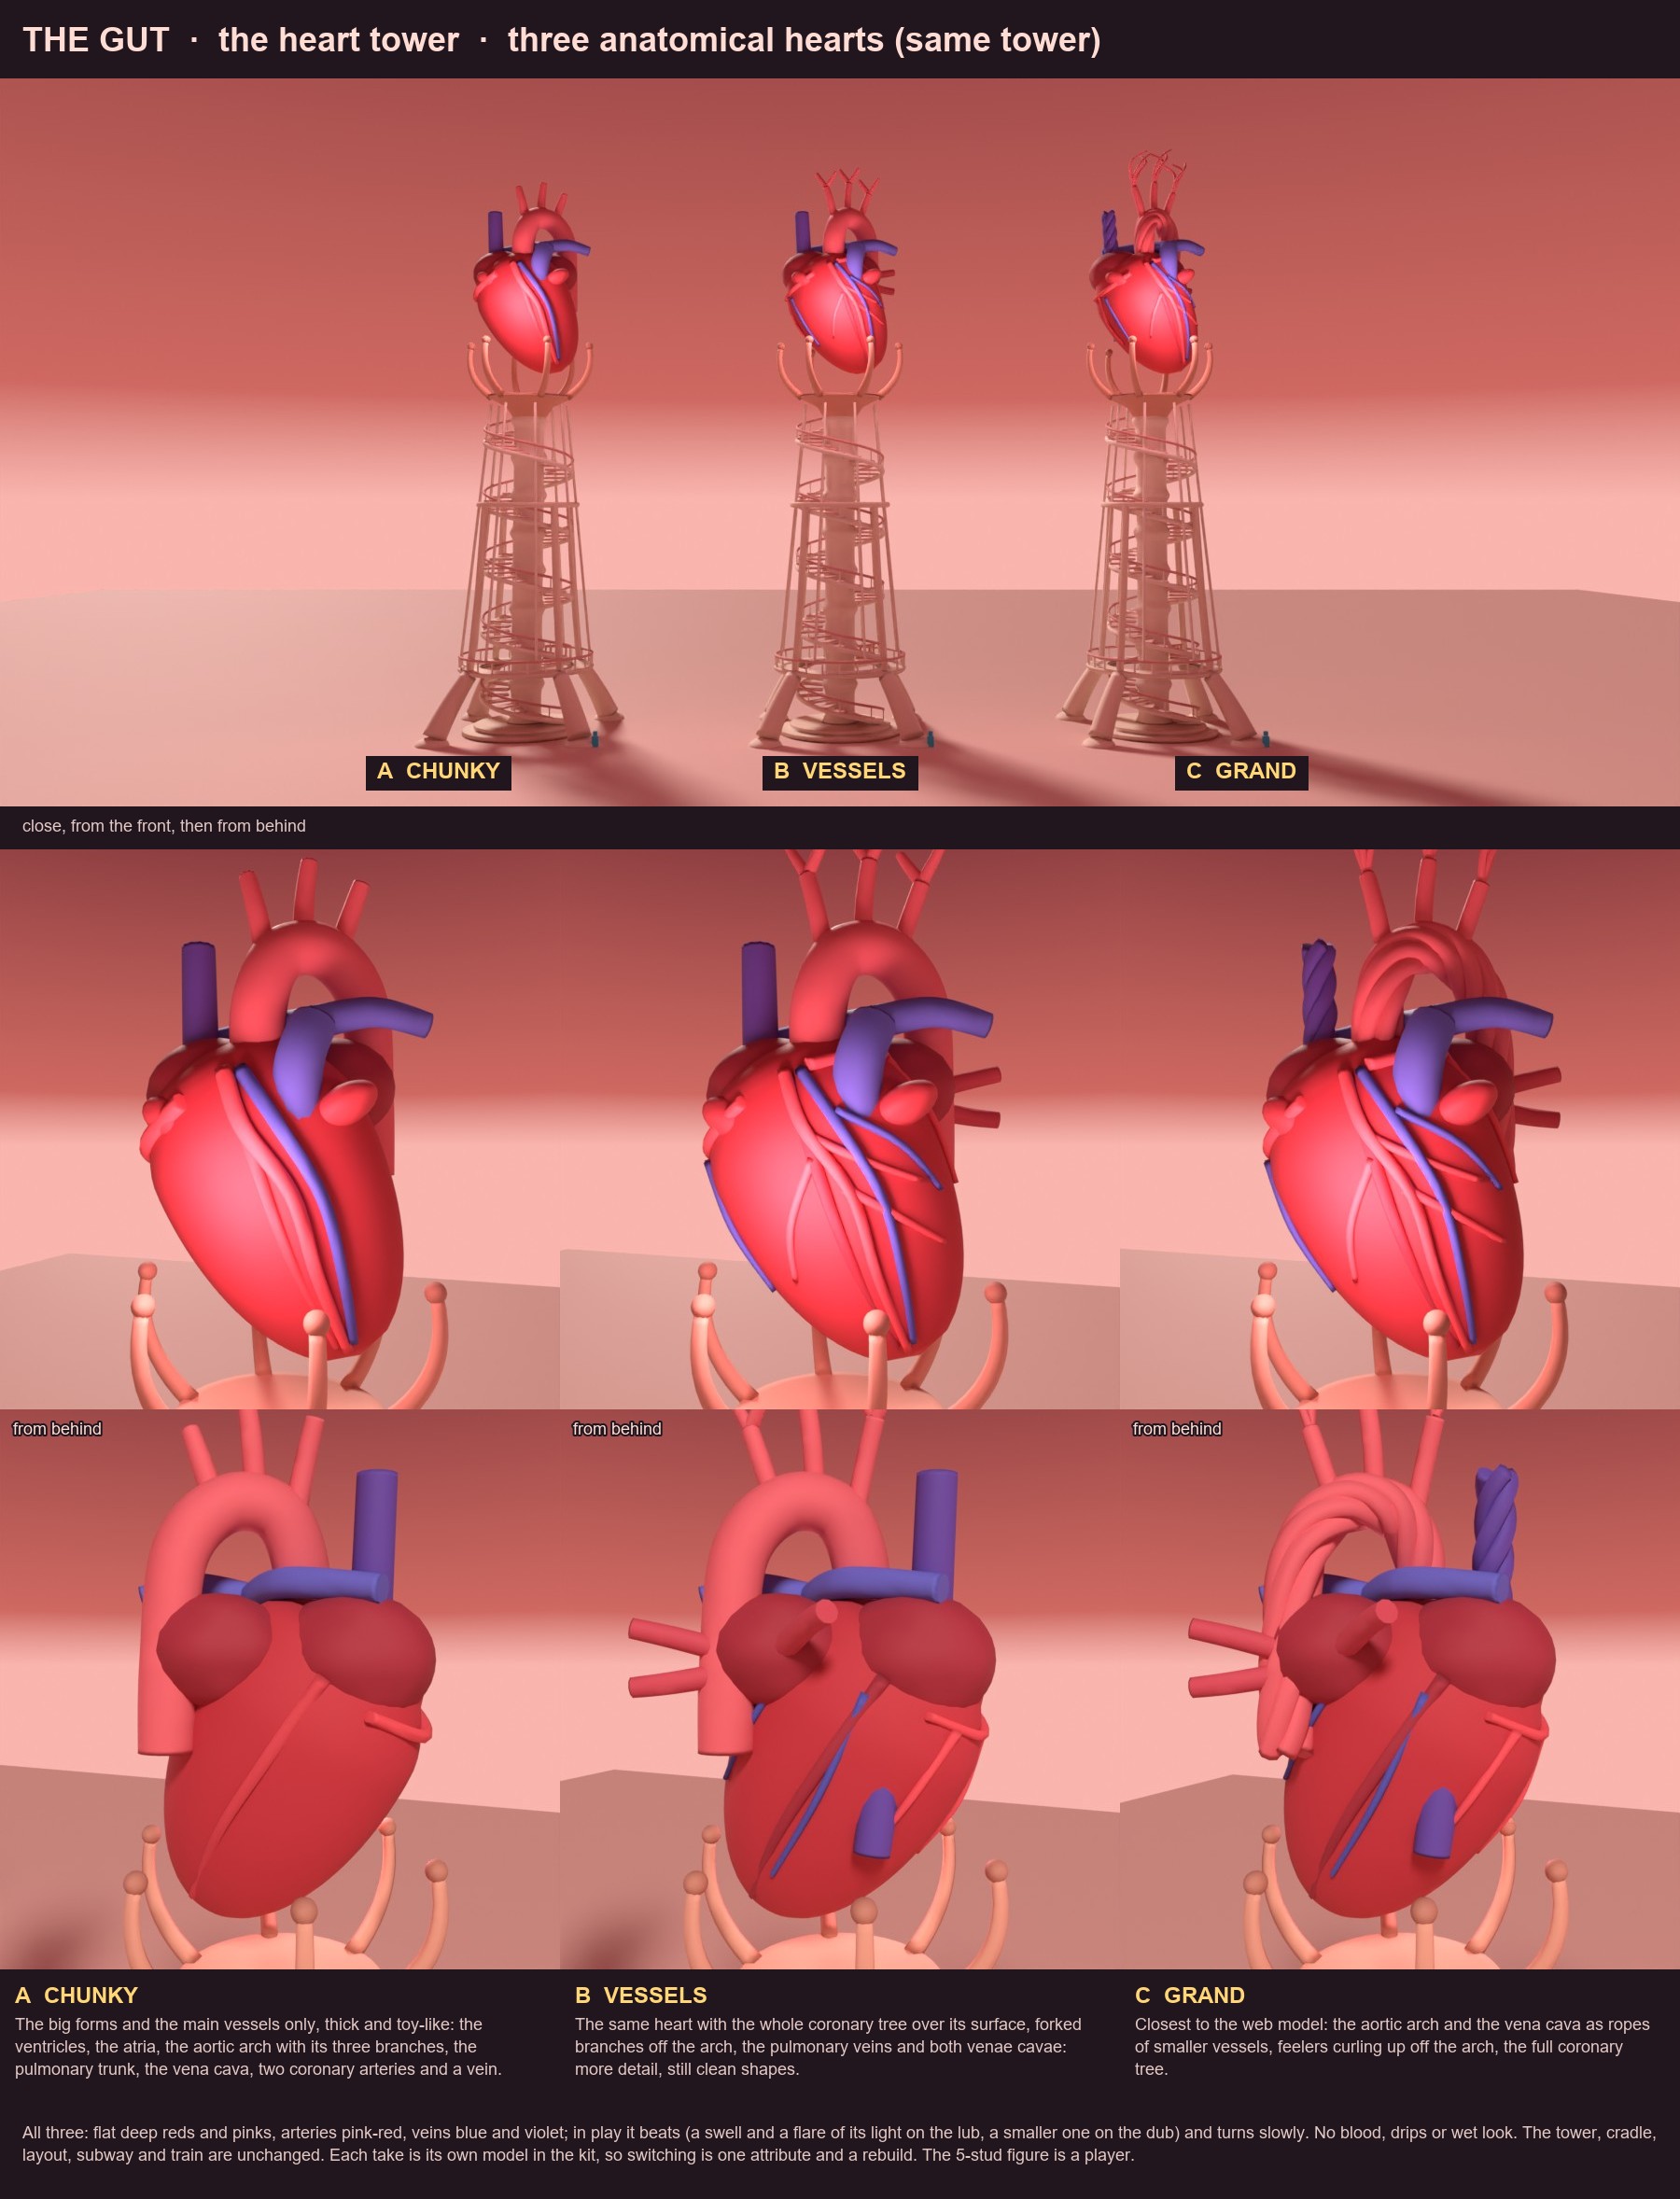 THE GUT · the heart tower · three anatomical hearts (same tower)
A CHUNKY
B VESSELS
C GRAND
close, from the front, then from behind
from behind
from behind
from behind
A CHUNKY
The big forms and the main vessels only, thick and toy-like: the
ventricles, the atria, the aortic arch with its three branches, the
pulmonary trunk, the vena cava, two coronary arteries and a vein.
B VESSELS
The same heart with the whole coronary tree over its surface, forked
branches off the arch, the pulmonary veins and both venae cavae:
more detail, still clean shapes.
C GRAND
Closest to the web model: the aortic arch and the vena cava as ropes
of smaller vessels, feelers curling up off the arch, the full coronary
tree.
All three: flat deep reds and pinks, arteries pink-red, veins blue and violet; in play it beats (a swell and a flare of its light on the lub, a smaller one on the dub) and turns slowly. No blood, drips or wet look. The tower, cradle,
layout, subway and train are unchanged. Each take is its own model in the kit, so switching is one attribute and a rebuild. The 5-stud figure is a player.